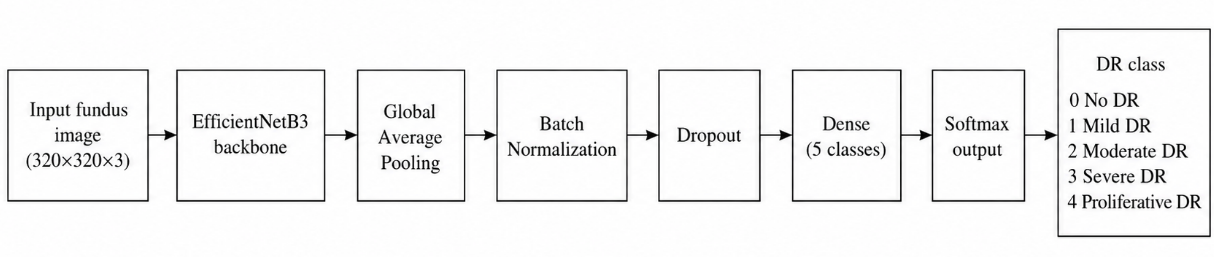 Input fundus
image
(320×320×3)
EfficientNetB3
backbone
Global
Average
Pooling
Batch
Normalization
Dropout
Dense
(5 classes)
Softmax
output
DR class
0 No DR
1 Mild DR
2 Moderate DR
3 Severe DR
4 Proliferative DR